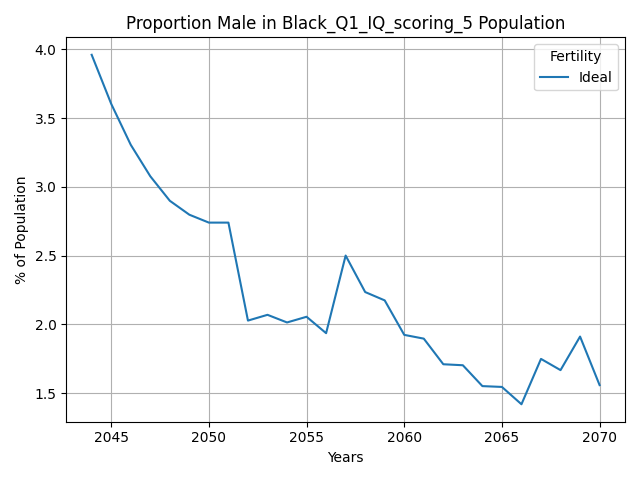 Proportion Male in Black_Q1_IQ_scoring_5 Population
Fertility
Ideal
% of Population
4.0
3.5
3.0
2.5
2.0
1.5
2045 2050 2055 2060 2065 2070
Years